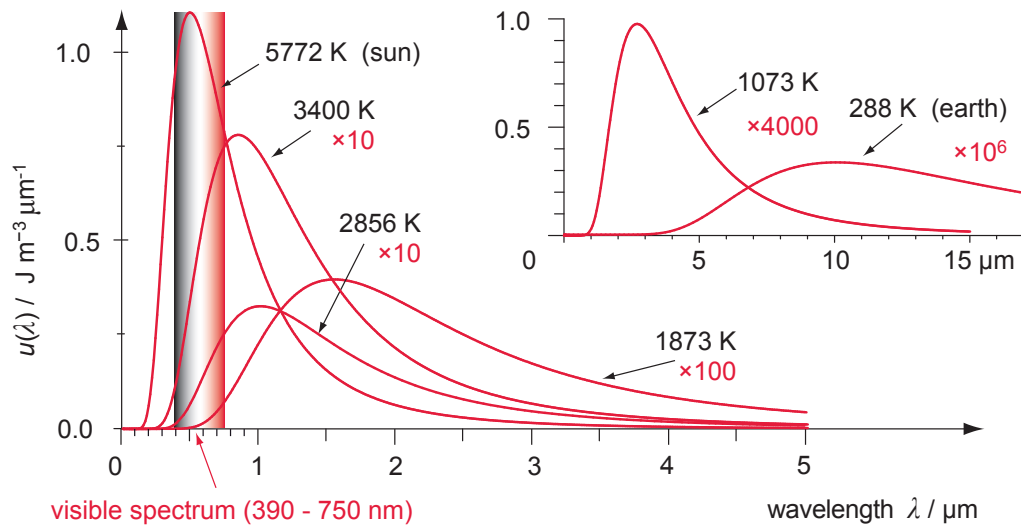 u(λ) / J m⁻³ μm⁻¹
1.0
0.5
0.0
5772 K (sun)
3400 K
×10
2856 K
×10
1873 K
×100
0
1
2
3
4
5
visible spectrum (390 - 750 nm)
wavelength λ / μm
1.0
0.5
1073 K
×4000
288 K (earth)
×10⁶
0
5
10
15 μm